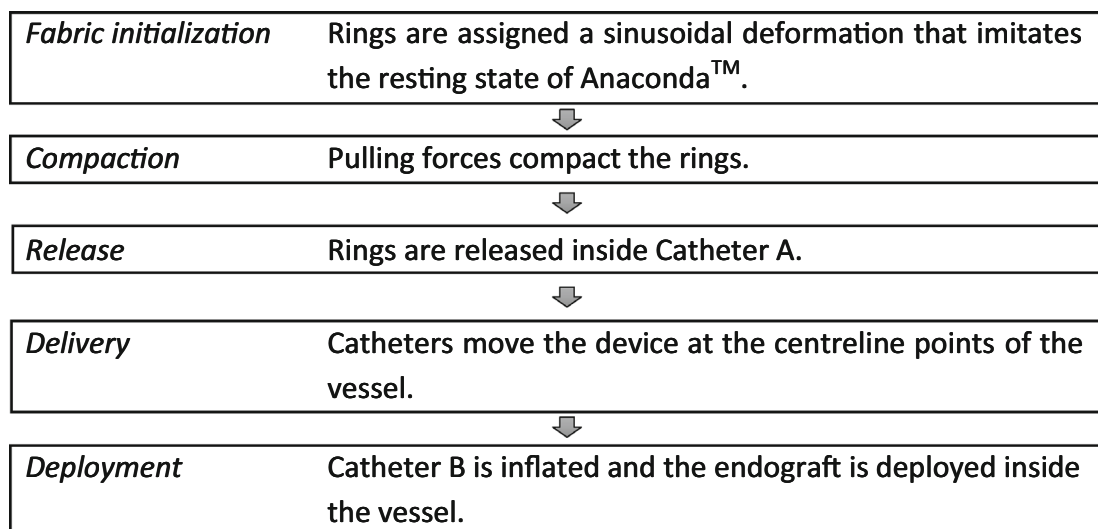 Fabric initialization Rings are assigned a sinusoidal deformation that imitates
the resting state of Anaconda™.
Compaction Pulling forces compact the rings.
Release Rings are released inside Catheter A.
Delivery Catheters move the device at the centreline points of the
vessel.
Deployment Catheter B is inflated and the endograft is deployed inside
the vessel.